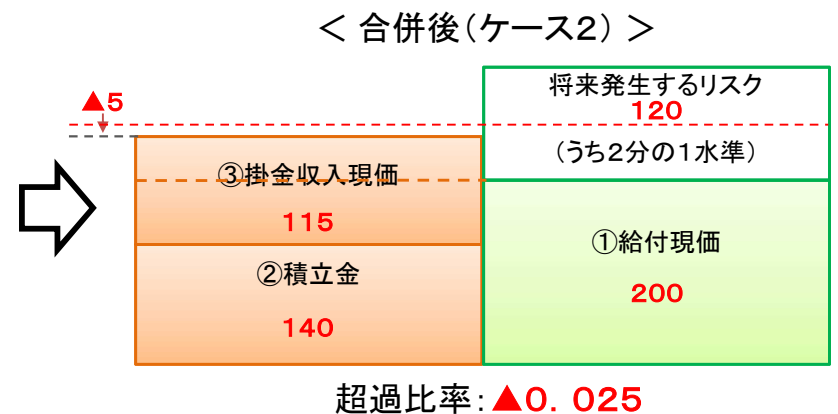 ＜合併後（ケース２）＞
将来発生するリスク
▲５
１２０
（うち２分の１水準）
③掛金収入現価
１１５
①給付現価
②積立金
２００
１４０
超過比率：▲０．０２５